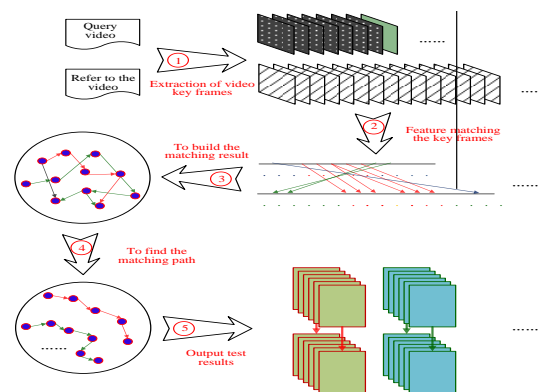 Query
video
Refer to the
video
1
Extraction of video
key frames
......
....
2
Feature matching
the key frames
To build the
matching result
3
......
4
To find the
matching path
......
5
Output test
results
......